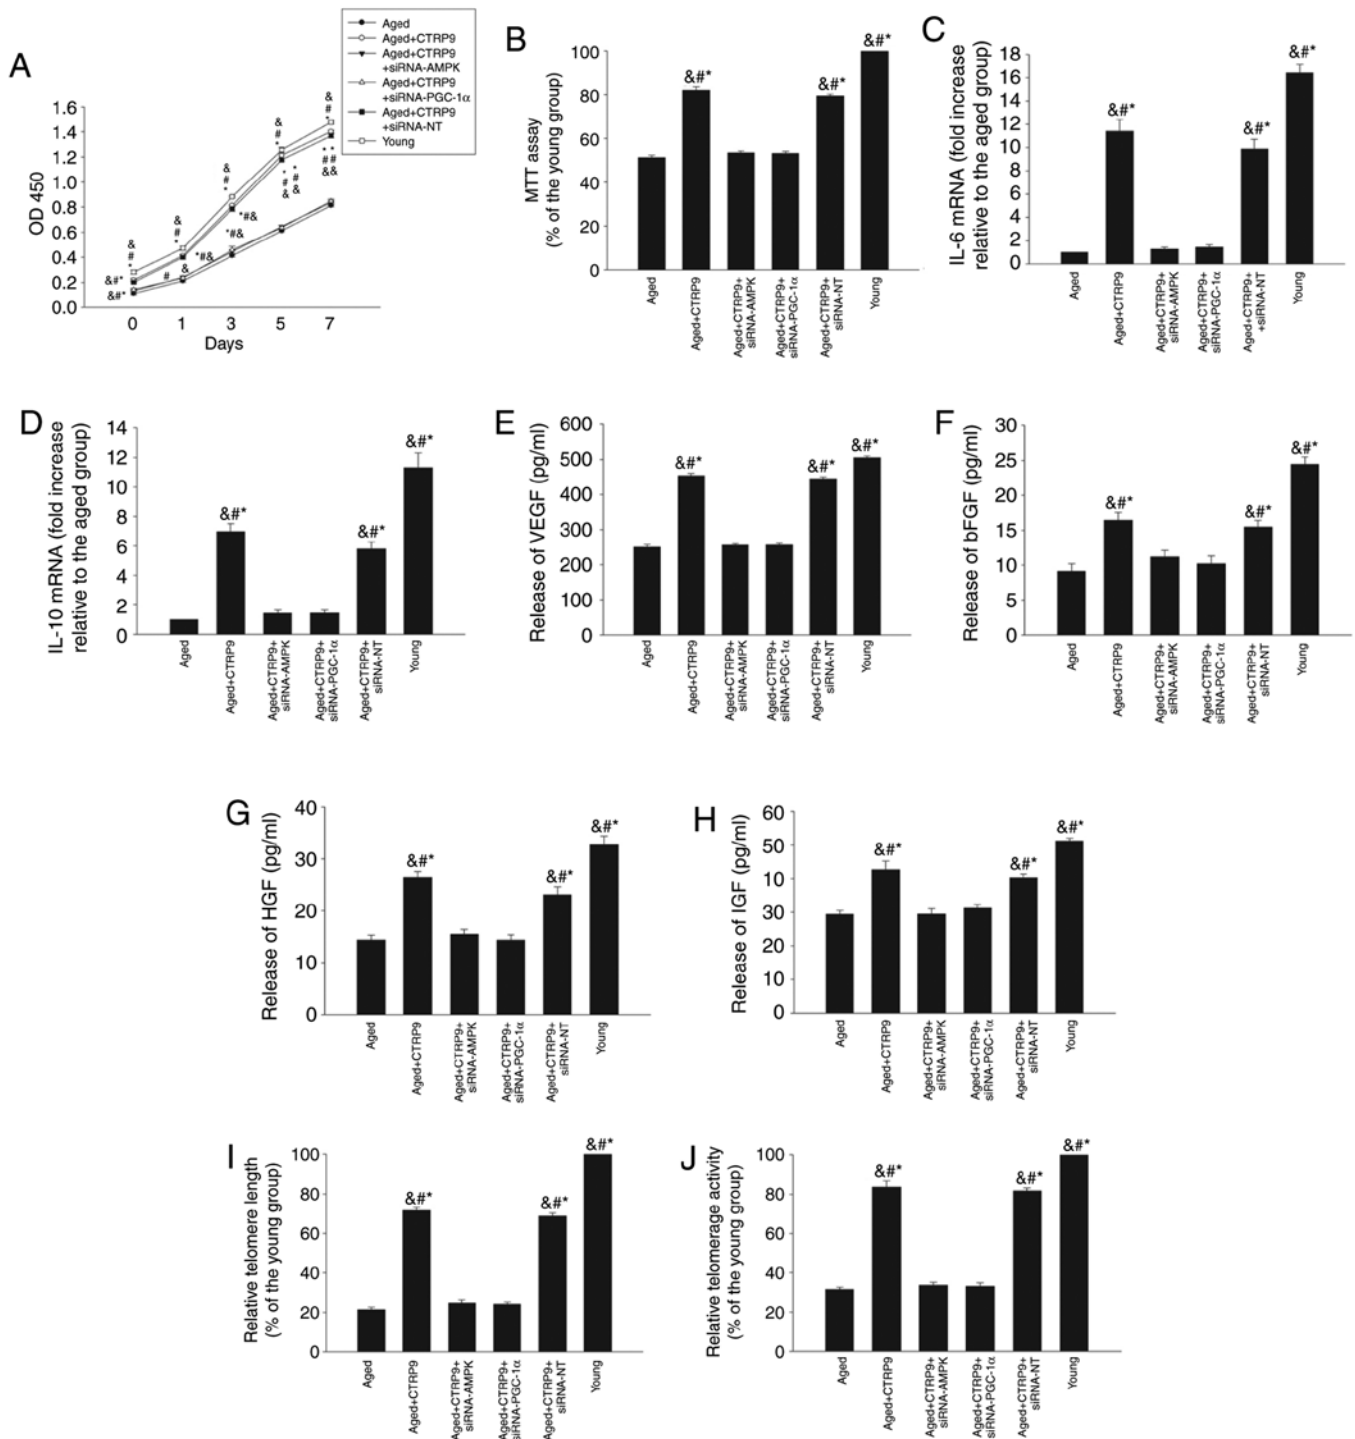 A
Aged
Aged+CTRP9
Aged+CTRP9
+siRNA-AMPK
Aged+CTRP9
+siRNA-PGC-1α
Aged+CTRP9
+siRNA-NT
Young
OD 450
1.6
1.4
1.2
1.0
0.8
0.6
0.4
0.2
0.0
&
#
*
&#*
&#*
&
#
*
#
&
&
#
*
*#&
*#&
*#&
&
#
*
*
#
&
*
#
&
&
#
*
* *
##
&&
0
1
3
5
7
Days
B
MTT assay
(% of the young group)
100
80
60
40
20
0
&#*
&#*
&#*
Aged
Aged+CTRP9
Aged+CTRP9+
siRNA-AMPK
Aged+CTRP9+
siRNA-PGC-1α
Aged+CTRP9+
siRNA-NT
Young
C
IL-6 mRNA (fold increase
relative to the aged group)
18
16
14
12
10
8
6
4
2
0
&#*
&#*
&#*
Aged
Aged+CTRP9
Aged+CTRP9+
siRNA-AMPK
Aged+CTRP9+
siRNA-PGC-1α
Aged+CTRP9+
+siRNA-NT
Young
D
IL-10 mRNA (fold increase
relative to the aged group)
14
12
10
8
6
4
2
0
&#*
&#*
&#*
Aged
Aged+CTRP9
Aged+CTRP9+
siRNA-AMPK
Aged+CTRP9+
siRNA-PGC-1α
Aged+CTRP9+
siRNA-NT
Young
E
Release of VEGF (pg/ml)
600
500
400
300
200
100
0
&#*
&#*
&#*
Aged
Aged+CTRP9
Aged+CTRP9+
siRNA-AMPK
Aged+CTRP9+
siRNA-PGC-1α
Aged+CTRP9+
siRNA-NT
Young
F
Release of bFGF (pg/ml)
30
25
20
15
10
5
0
&#*
&#*
&#*
Aged
Aged+CTRP9
Aged+CTRP9+
siRNA-AMPK
Aged+CTRP9+
siRNA-PGC-1α
Aged+CTRP9+
siRNA-NT
Young
G
Release of HGF (pg/ml)
40
30
20
10
0
&#*
&#*
&#*
Aged
Aged+CTRP9
Aged+CTRP9+
siRNA-AMPK
Aged+CTRP9+
siRNA-PGC-1α
Aged+CTRP9+
siRNA-NT
Young
H
Release of IGF (pg/ml)
60
50
10
30
20
10
0
&#*
&#*
&#*
Aged
Aged+CTRP9
Aged+CTRP9+
siRNA-AMPK
Aged+CTRP9+
siRNA-PGC-1α
Aged+CTRP9+
siRNA-NT
Young
I
Relative telomere length
(% of the young group)
100
80
60
40
20
0
&#*
&#*
&#*
Aged
Aged+CTRP9
Aged+CTRP9+
siRNA-AMPK
Aged+CTRP9+
siRNA-PGC-1α
Aged+CTRP9+
siRNA-NT
Young
J
Relative telomerage activity
(% of the young group)
100
80
60
40
20
0
&#*
&#*
&#*
Aged
Aged+CTRP9
Aged+CTRP9+
siRNA-AMPK
Aged+CTRP9+
siRNA-PGC-1α
Aged+CTRP9+
siRNA-NT
Young